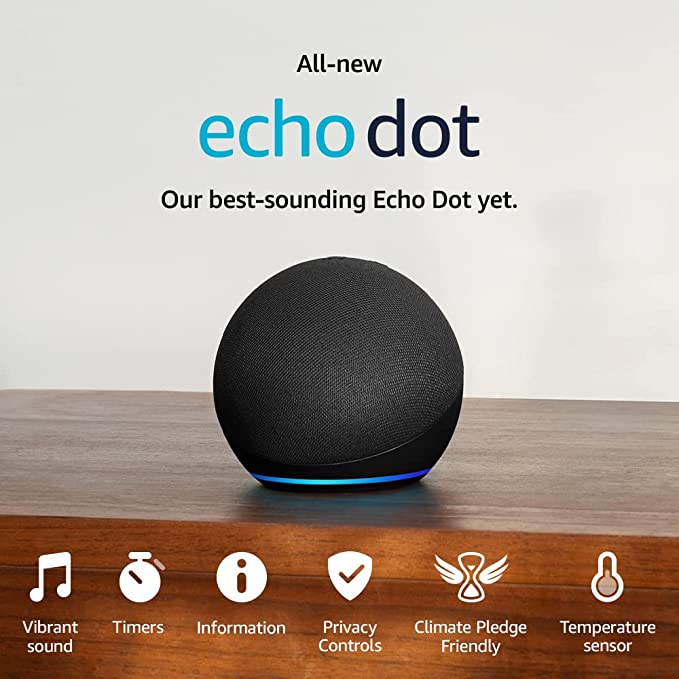 All-new
echo dot
Our best-sounding Echo Dot yet.
Vibrant
sound
Timers
Information
Privacy
Controls
Climate Pledge
Friendly
Temperature
sensor